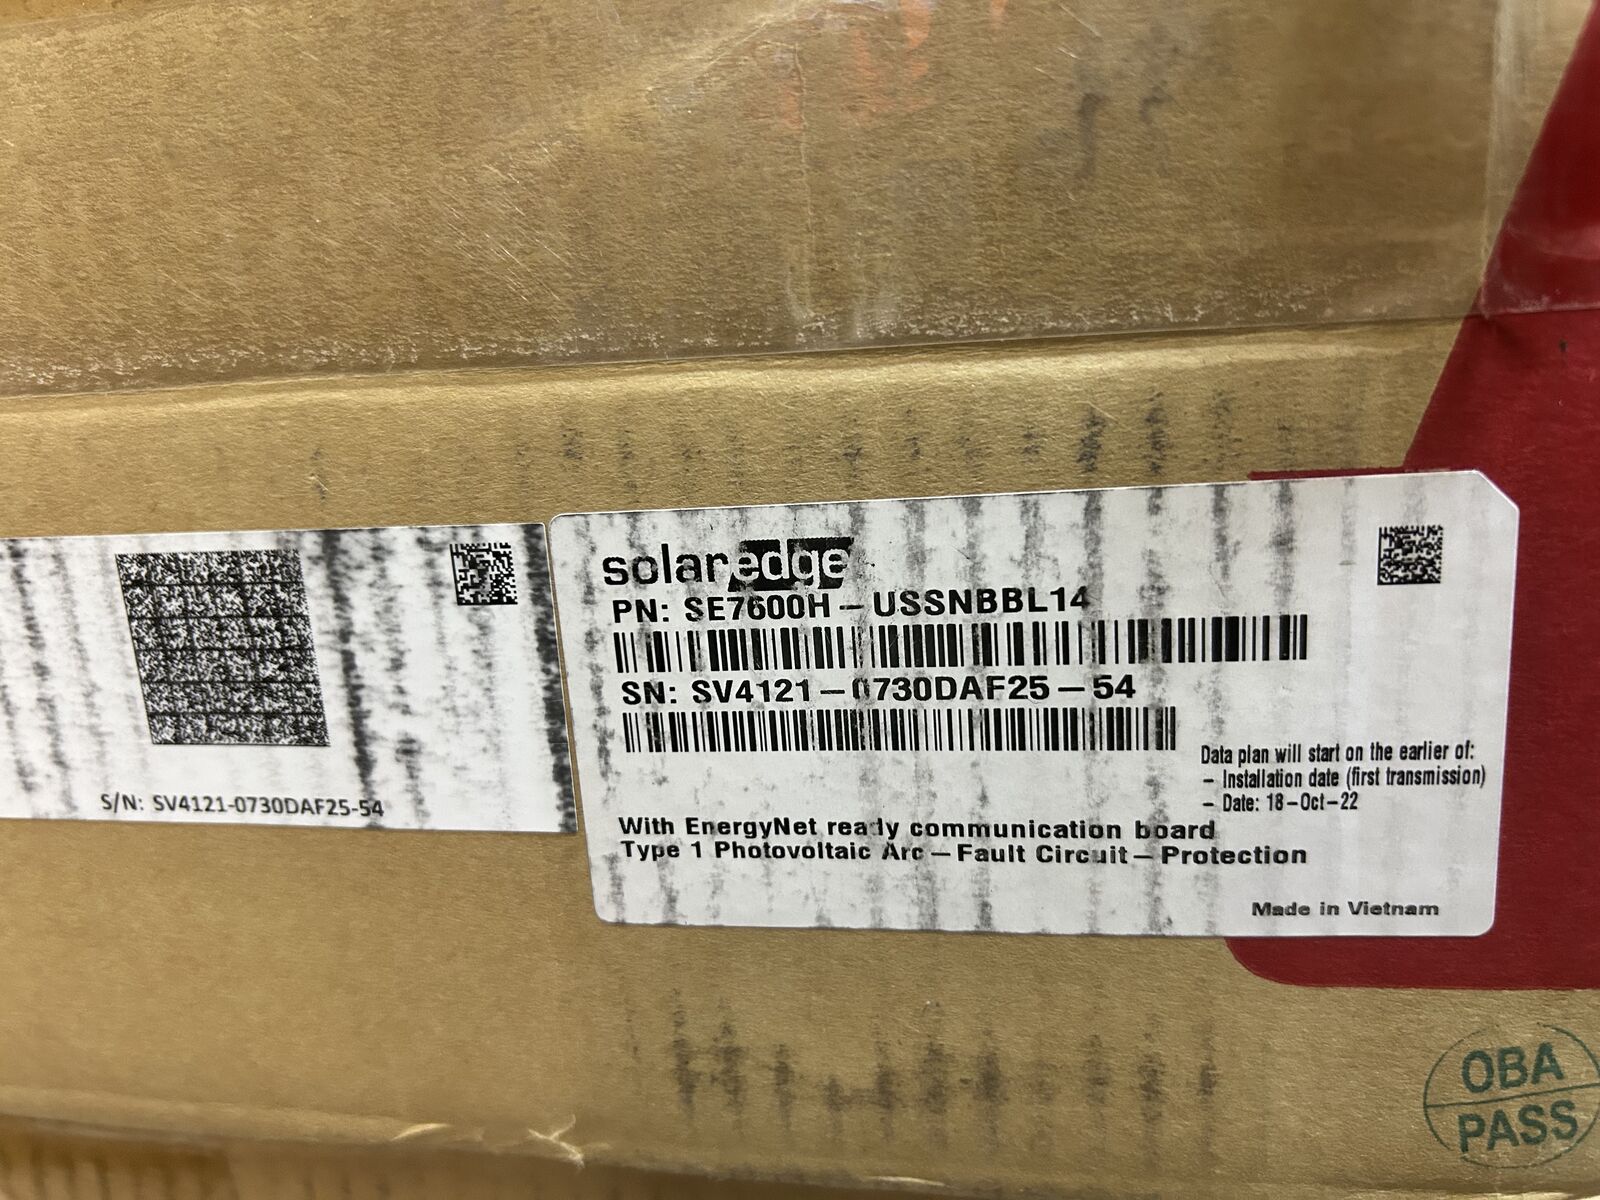 S/N: SV4121-0730DAF25-54
solaredge
PN: SE7600H-USSNBBL14
SN: SV4121-0730DAF25-54
Data plan will start on the earlier of:
- Installation date (first transmission)
- Date: 18-Oct-22
With EnergyNet ready communication board
Type 1 Photovoltaic Arc-Fault Circuit-Protection
Made in Vietnam
OBA
PASS